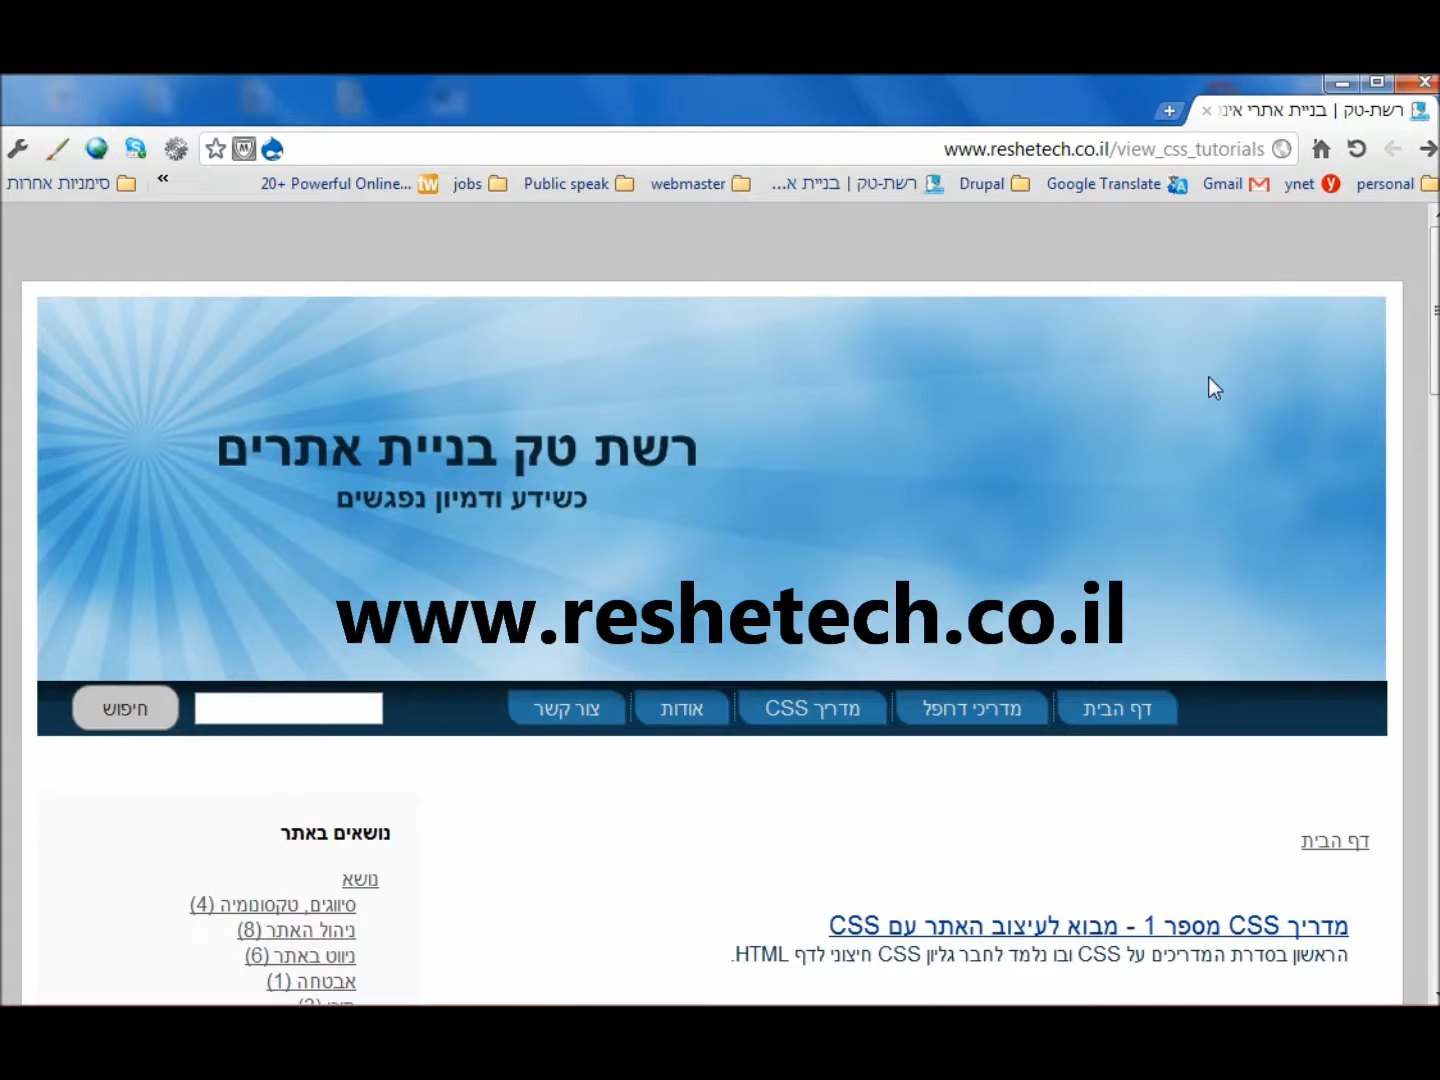 רשת-טק | בניית אתרי אינ
www.reshetech.co.il/view_css_tutorials
personal
ynet
Gmail
Google Translate
Drupal
רשת-טק | בניית א...
webmaster
Public speak
jobs
20+ Powerful Online...
סימניות אחרות
רשת טק בניית אתרים
כשידע ודמיון נפגשים
www.reshetech.co.il
דף הבית
מדריכי דרופל
מדריך CSS
אודות
צור קשר
חיפוש
דף הבית
מדריך CSS מספר 1 - מבוא לעיצוב האתר עם CSS
הראשון בסדרת המדריכים על CSS ובו נלמד לחבר גליון CSS חיצוני לדף HTML.
נושאים באתר
נושא
סיווגים, טקסונומיה (4)
ניהול האתר (8)
ניווט באתר (6)
אבטחה (1)